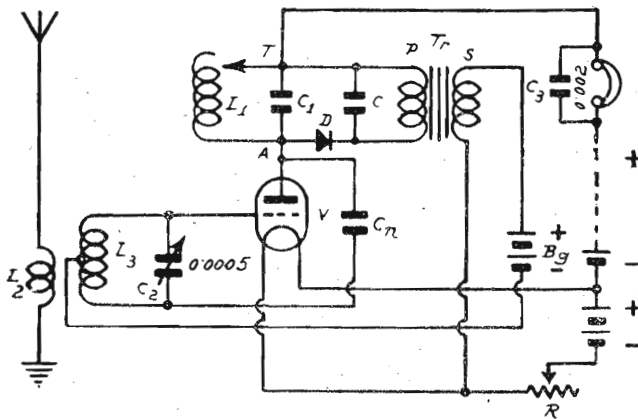 T
P
Tr
S
L1
C1
C
C3
0.002
D
A
V
Cn
L2
L3
C2
0.0005
+
Bg
-
+
-
+
-
R